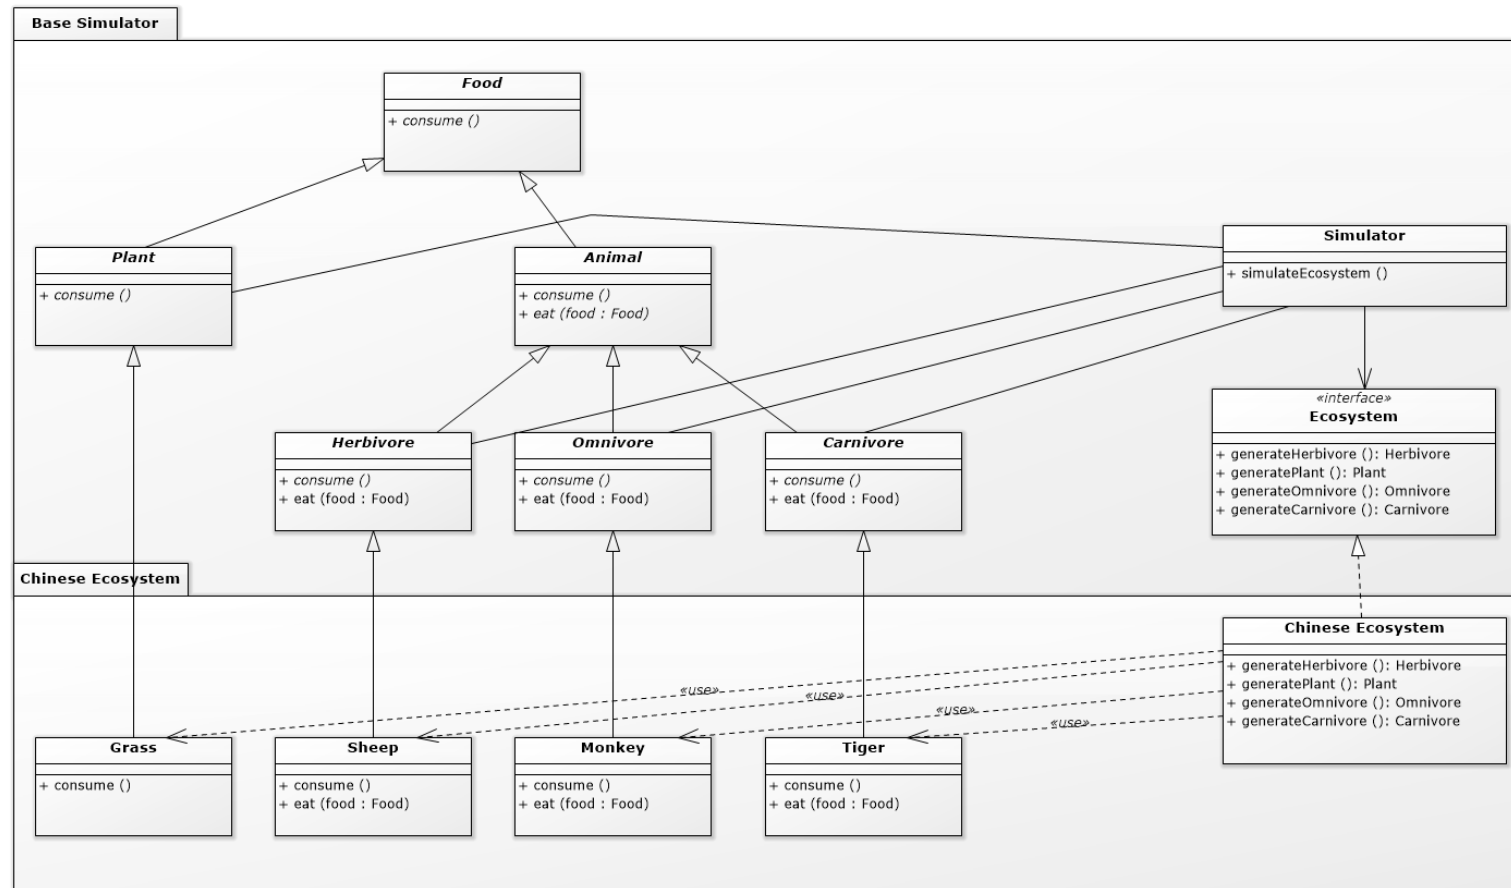 Base Simulator
Food
+ consume ()
Plant
+ consume ()
Animal
+ consume ()
+ eat (food : Food)
Simulator
+ simulateEcosystem ()
Herbivore
+ consume ()
+ eat (food : Food)
Omnivore
+ consume ()
+ eat (food : Food)
Carnivore
+ consume ()
+ eat (food : Food)
«interface»
Ecosystem
+ generateHerbivore (): Herbivore
+ generatePlant (): Plant
+ generateOmnivore (): Omnivore
+ generateCarnivore (): Carnivore
Chinese Ecosystem
Chinese Ecosystem
+ generateHerbivore (): Herbivore
+ generatePlant (): Plant
+ generateOmnivore (): Omnivore
+ generateCarnivore (): Carnivore
«use»
«use»
«use»
«use»
Grass
+ consume ()
Sheep
+ consume ()
+ eat (food : Food)
Monkey
+ consume ()
+ eat (food : Food)
Tiger
+ consume ()
+ eat (food : Food)